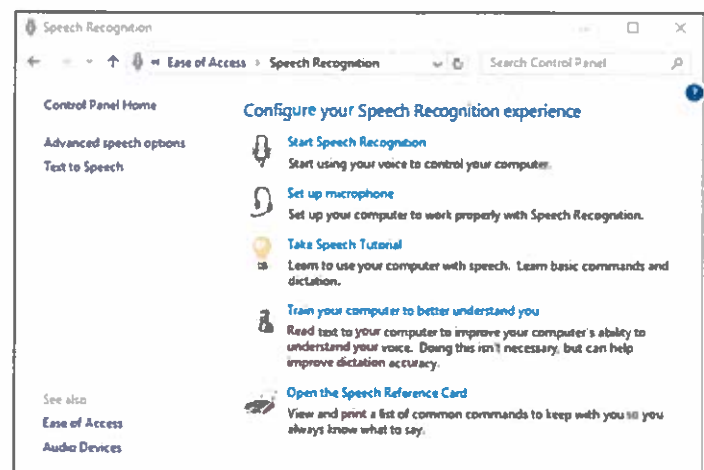 Speech Recognition
Ease of Access › Speech Recognition
Search Control Panel
Control Panel Home
Advanced speech options
Text to Speech
Configure your Speech Recognition experience
Start Speech Recognition
Start using your voice to control your computer.
Set up microphone
Set up your computer to work properly with Speech Recognition.
Take Speech Tutorial
Learn to use your computer with speech. Learn basic commands and
dictation.
Train your computer to better understand you
Read text to your computer to improve your computer's ability to
understand your voice. Doing this isn't necessary, but can help
improve dictation accuracy.
Open the Speech Reference Card
View and print a list of common commands to keep with you so you
always know what to say.
See also
Ease of Access
Audio Devices